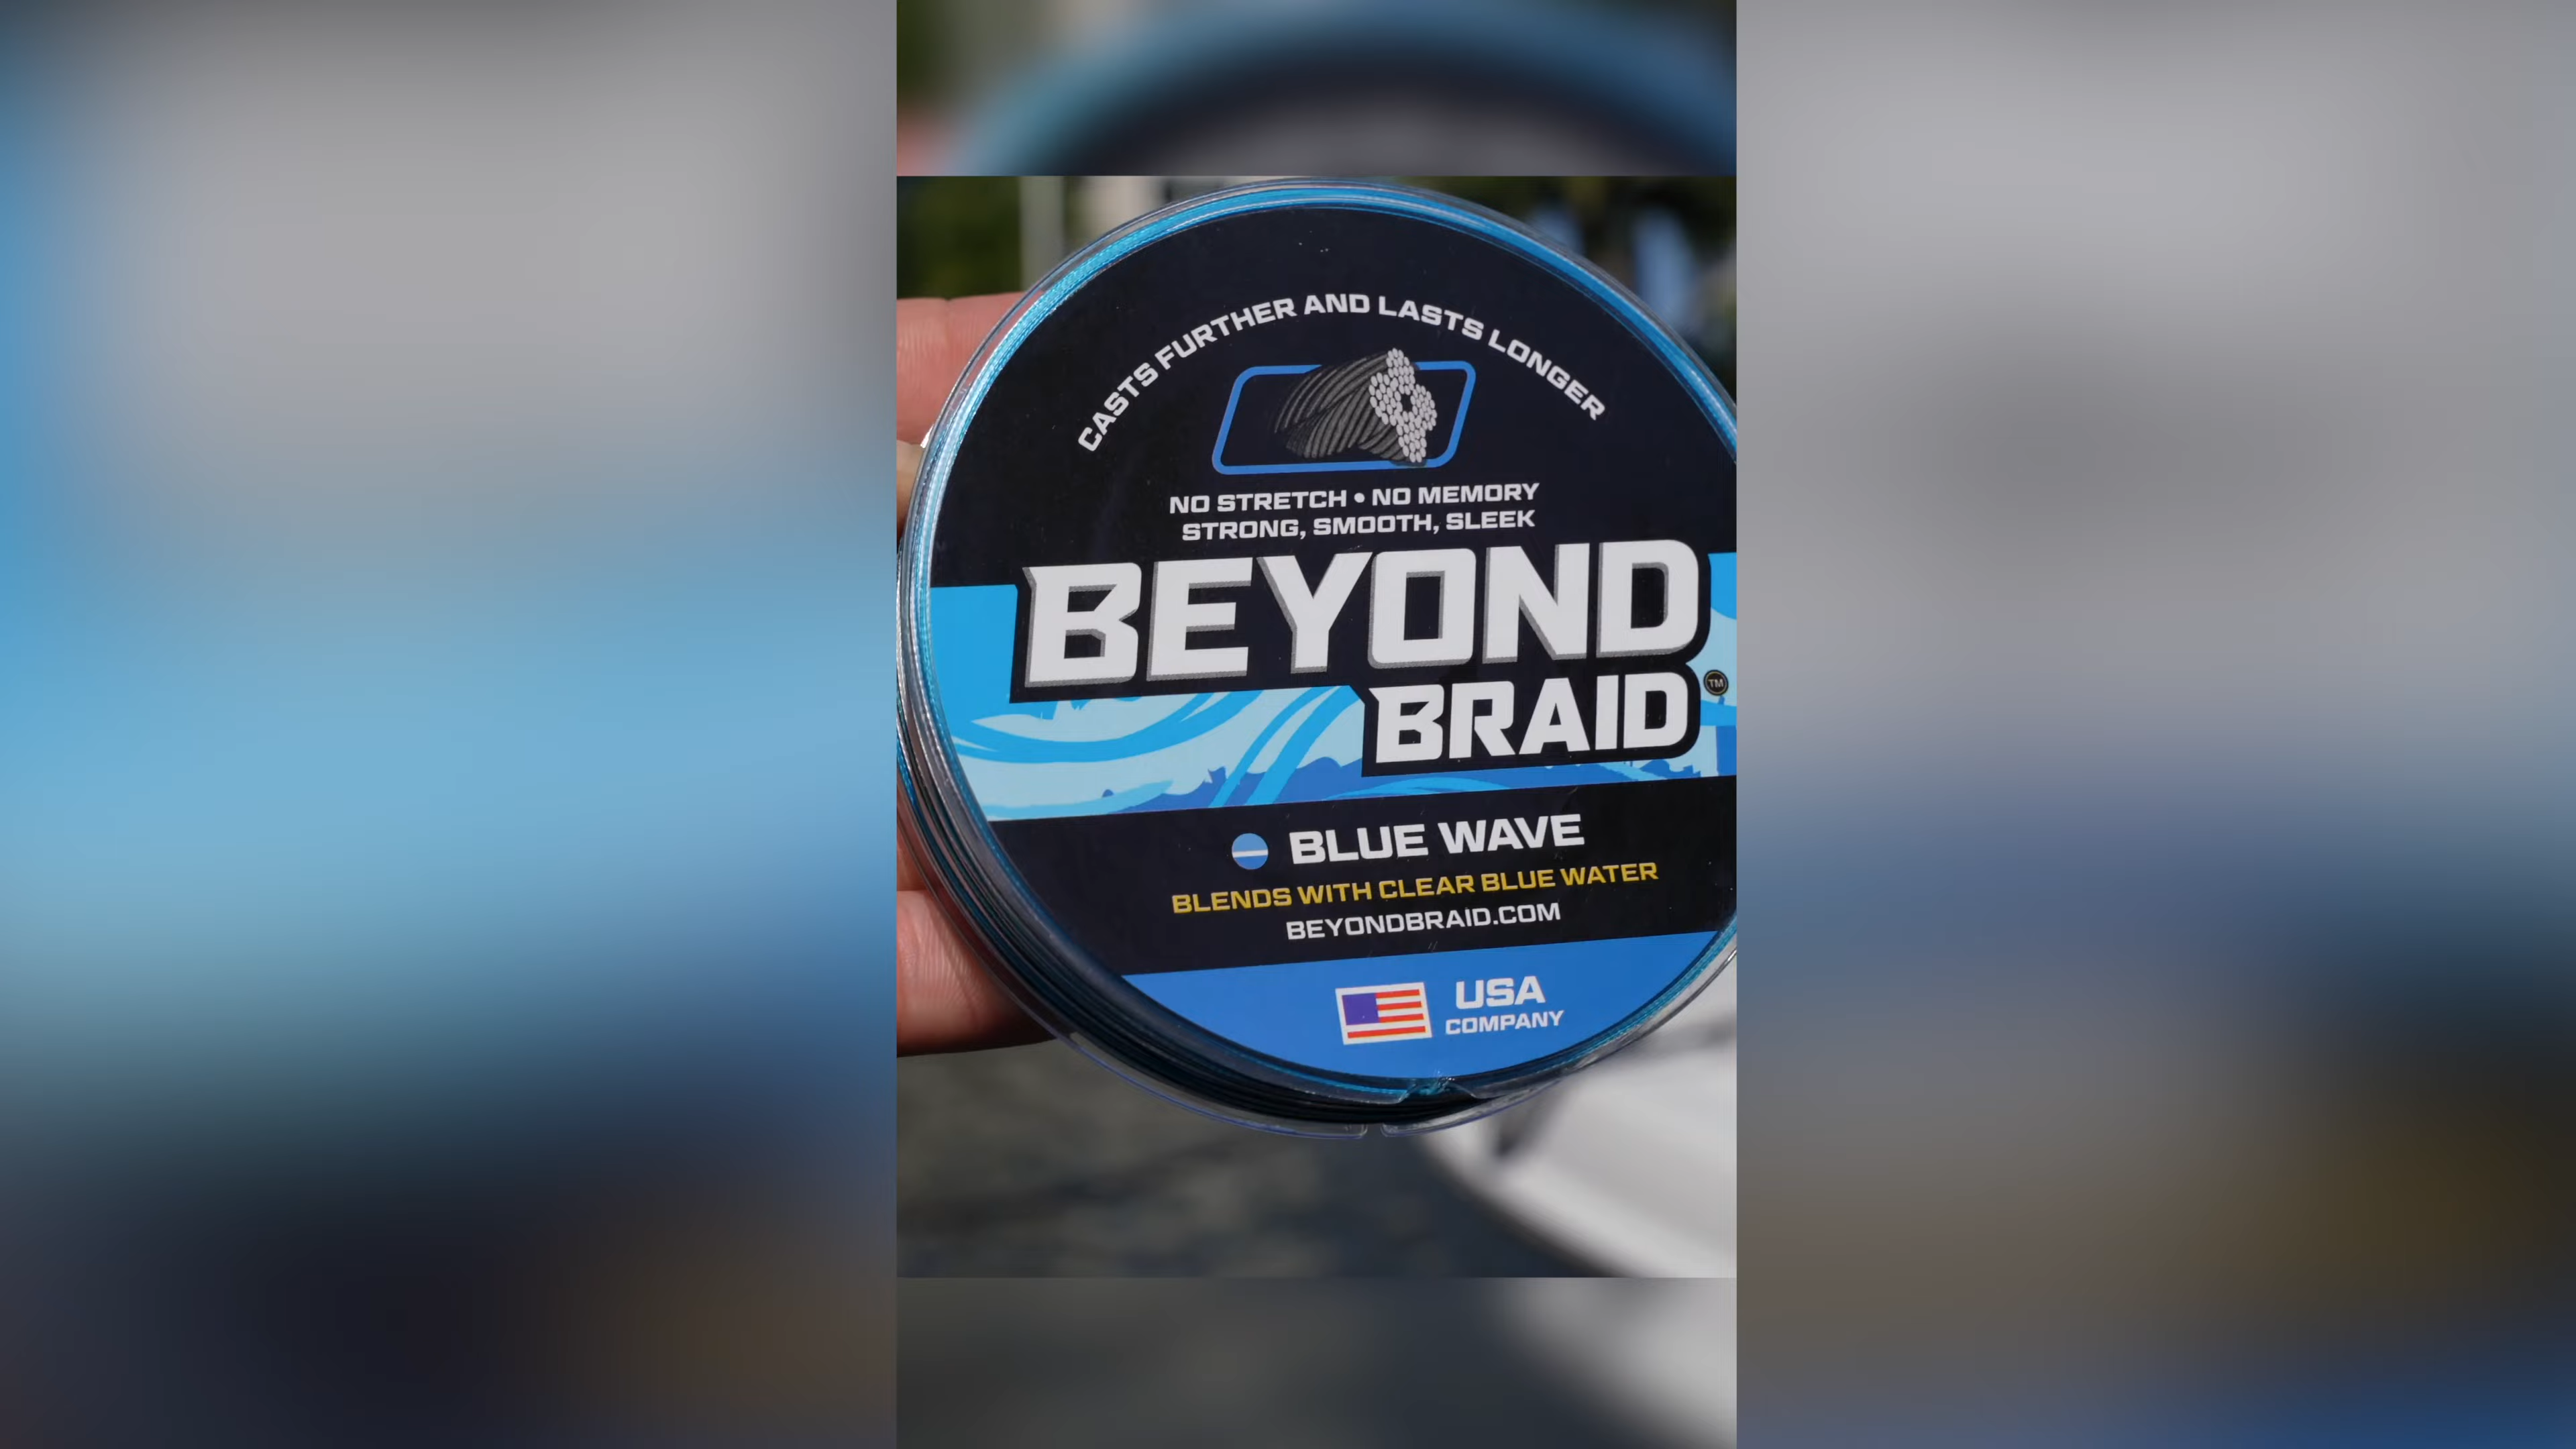 CASTS FURTHER AND LASTS LONGER
NO STRETCH • NO MEMORY
STRONG, SMOOTH, SLEEK
BEYOND
BRAID TM
BLUE WAVE
BLENDS WITH CLEAR BLUE WATER
BEYONDBRAID.COM
USA
COMPANY